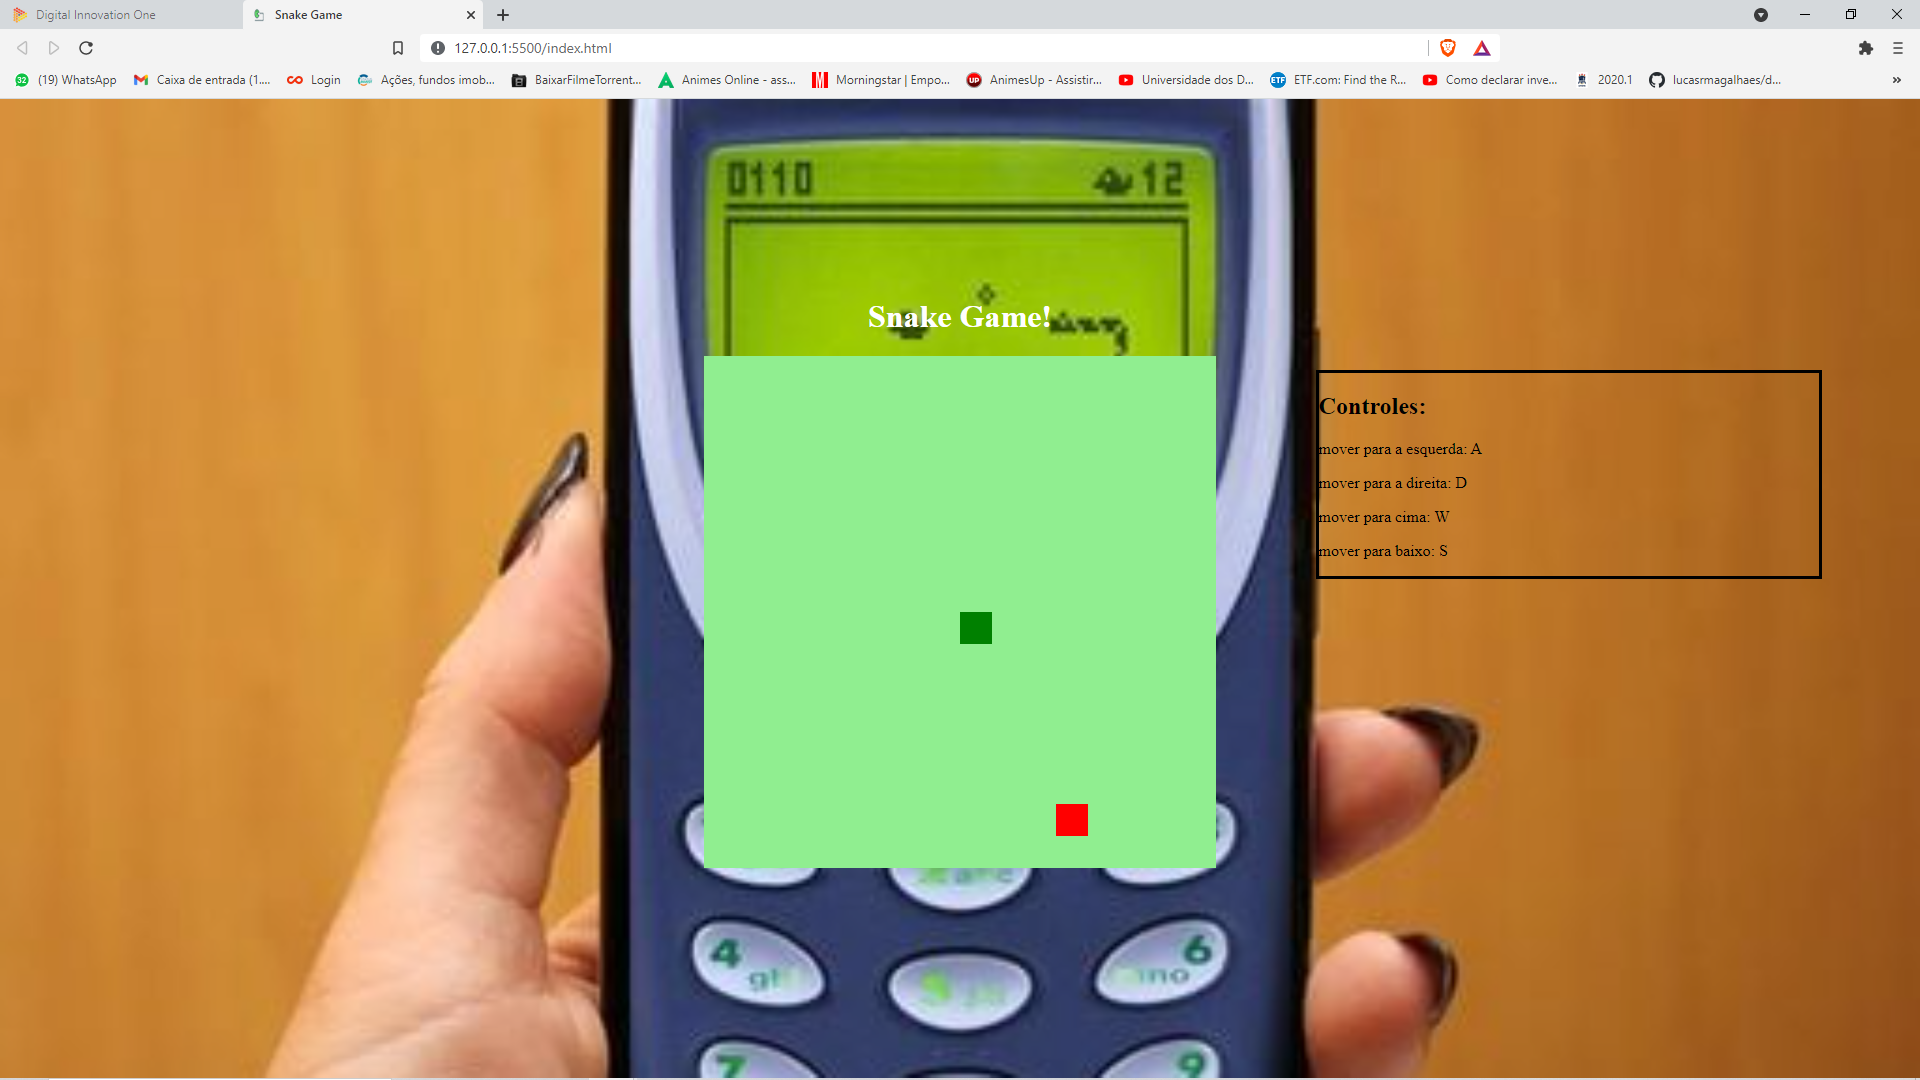 Digital Innovation One
Snake Game
127.0.0.1:5500/index.html
(19) WhatsApp
Caixa de entrada (1....
Login
Ações, fundos imob...
BaixarFilmeTorrent...
Animes Online - ass...
Morningstar | Empo...
AnimesUp - Assistir...
Universidade dos D...
ETF.com: Find the R...
Como declarar inve...
2020.1
lucasrmagalhaes/d...
»
0110
12
Snake Game!
Controles:
mover para a esquerda: A
mover para a direita: D
mover para cima: W
mover para baixo: S
4
6
7
9